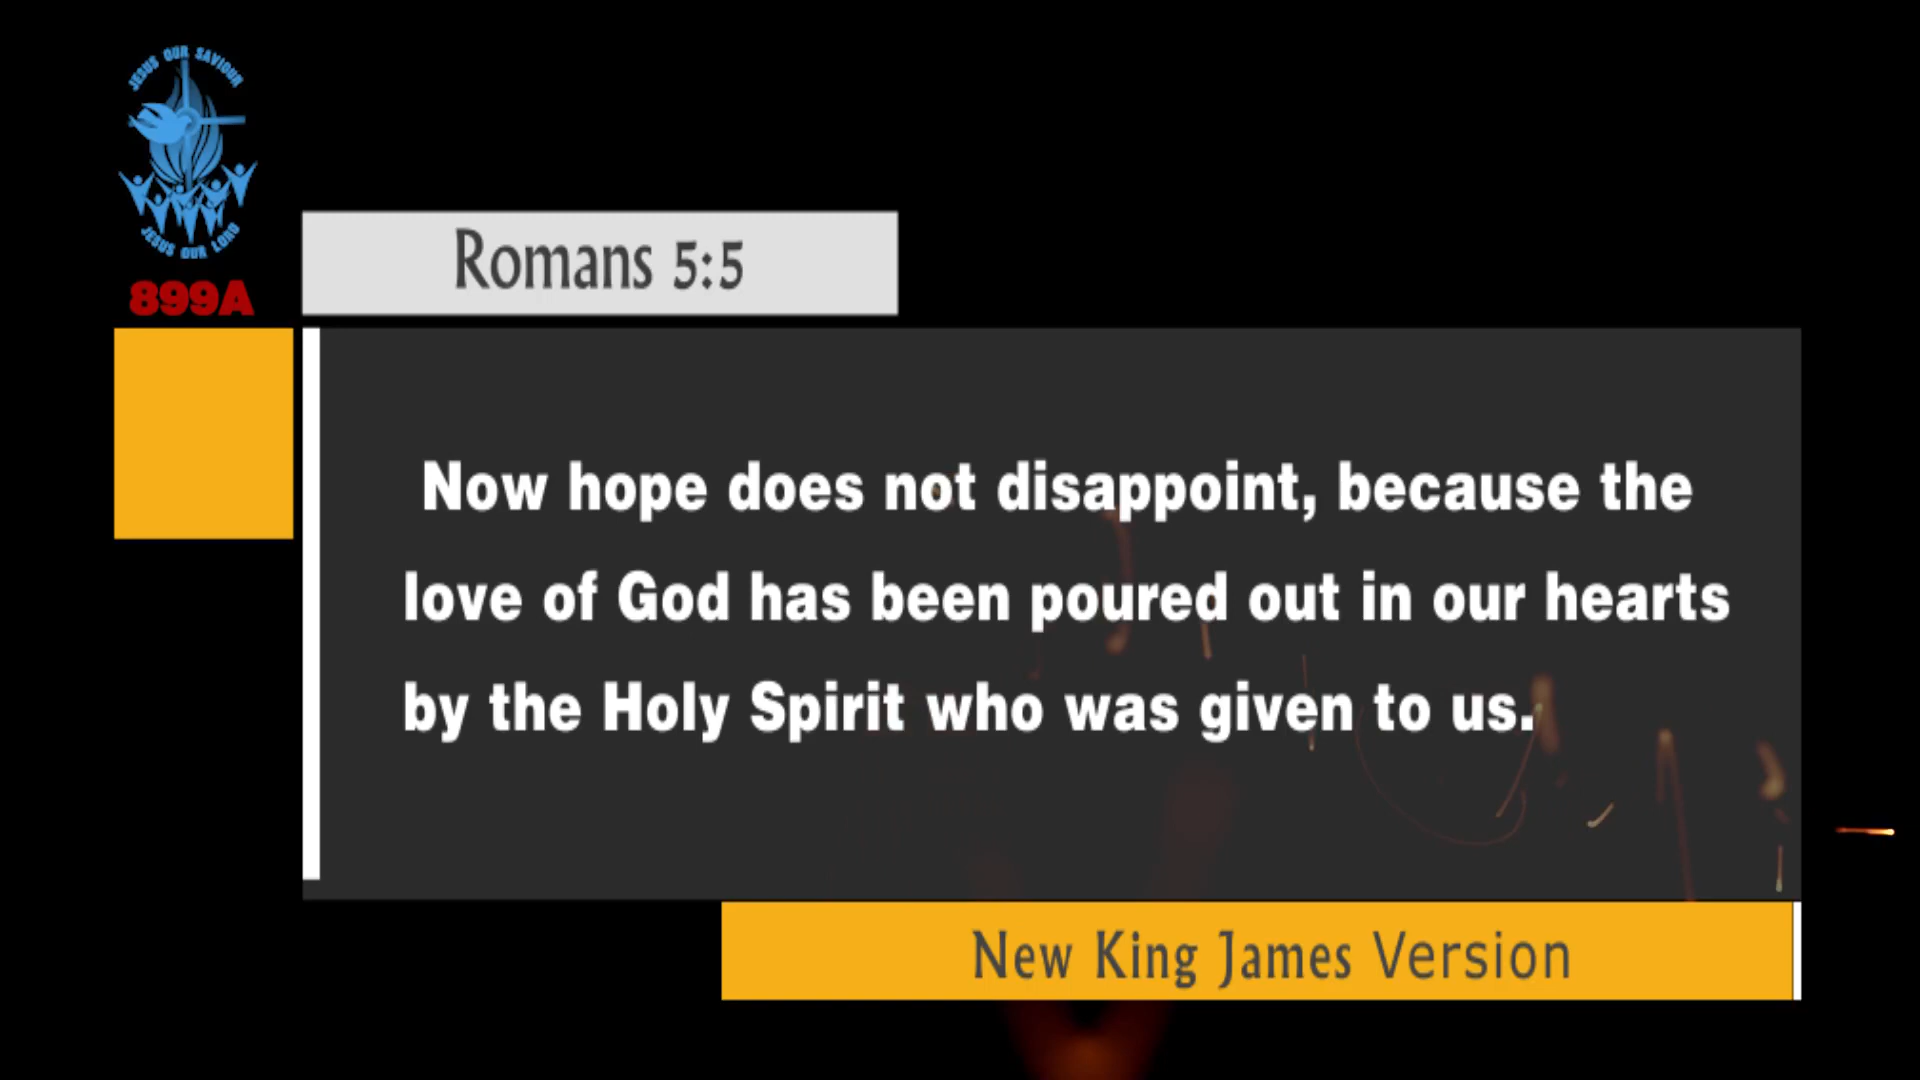 JESUS OUR SAVIOUR
JESUS OUR LORD
899A
Romans 5:5
Now hope does not disappoint, because the
love of God has been poured out in our hearts
by the Holy Spirit who was given to us.
New King James Version